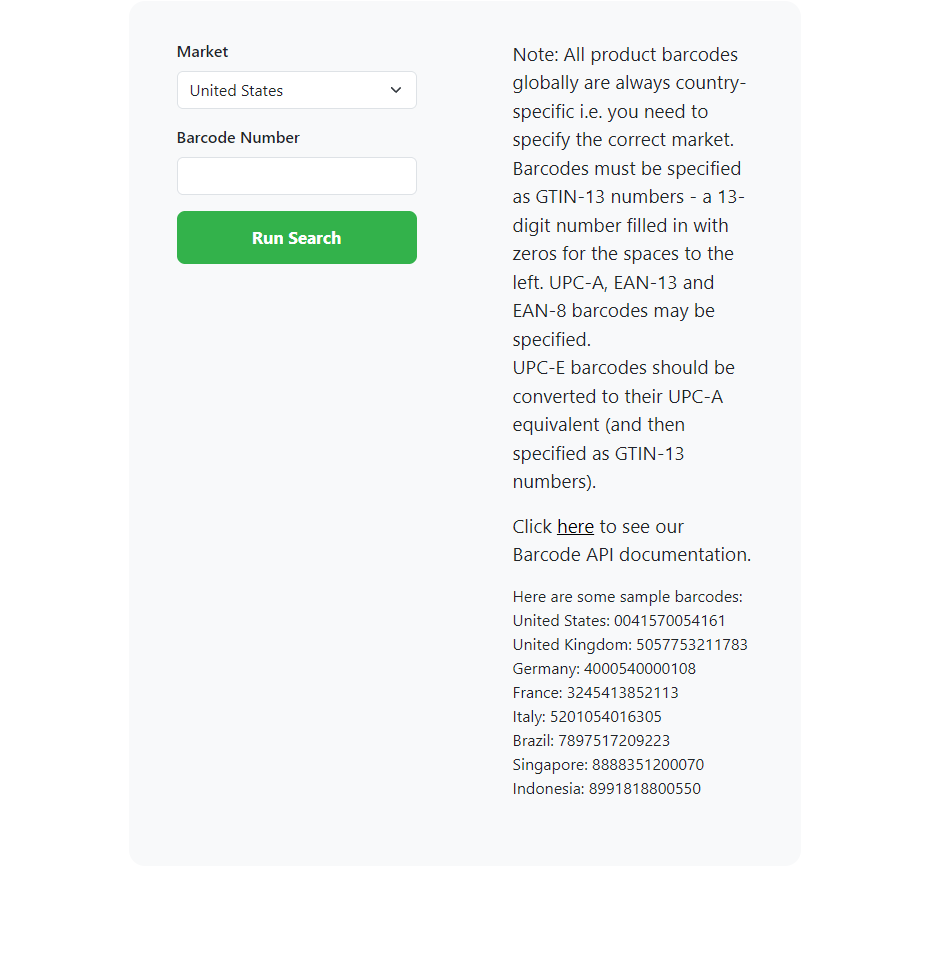 Market
United States
Barcode Number
Run Search
Note: All product barcodes
globally are always country-
specific i.e. you need to
specify the correct market.
Barcodes must be specified
as GTIN-13 numbers - a 13-
digit number filled in with
zeros for the spaces to the
left. UPC-A, EAN-13 and
EAN-8 barcodes may be
specified.
UPC-E barcodes should be
converted to their UPC-A
equivalent (and then
specified as GTIN-13
numbers).
Click here to see our
Barcode API documentation.
Here are some sample barcodes:
United States: 0041570054161
United Kingdom: 5057753211783
Germany: 4000540000108
France: 3245413852113
Italy: 5201054016305
Brazil: 7897517209223
Singapore: 8888351200070
Indonesia: 8991818800550